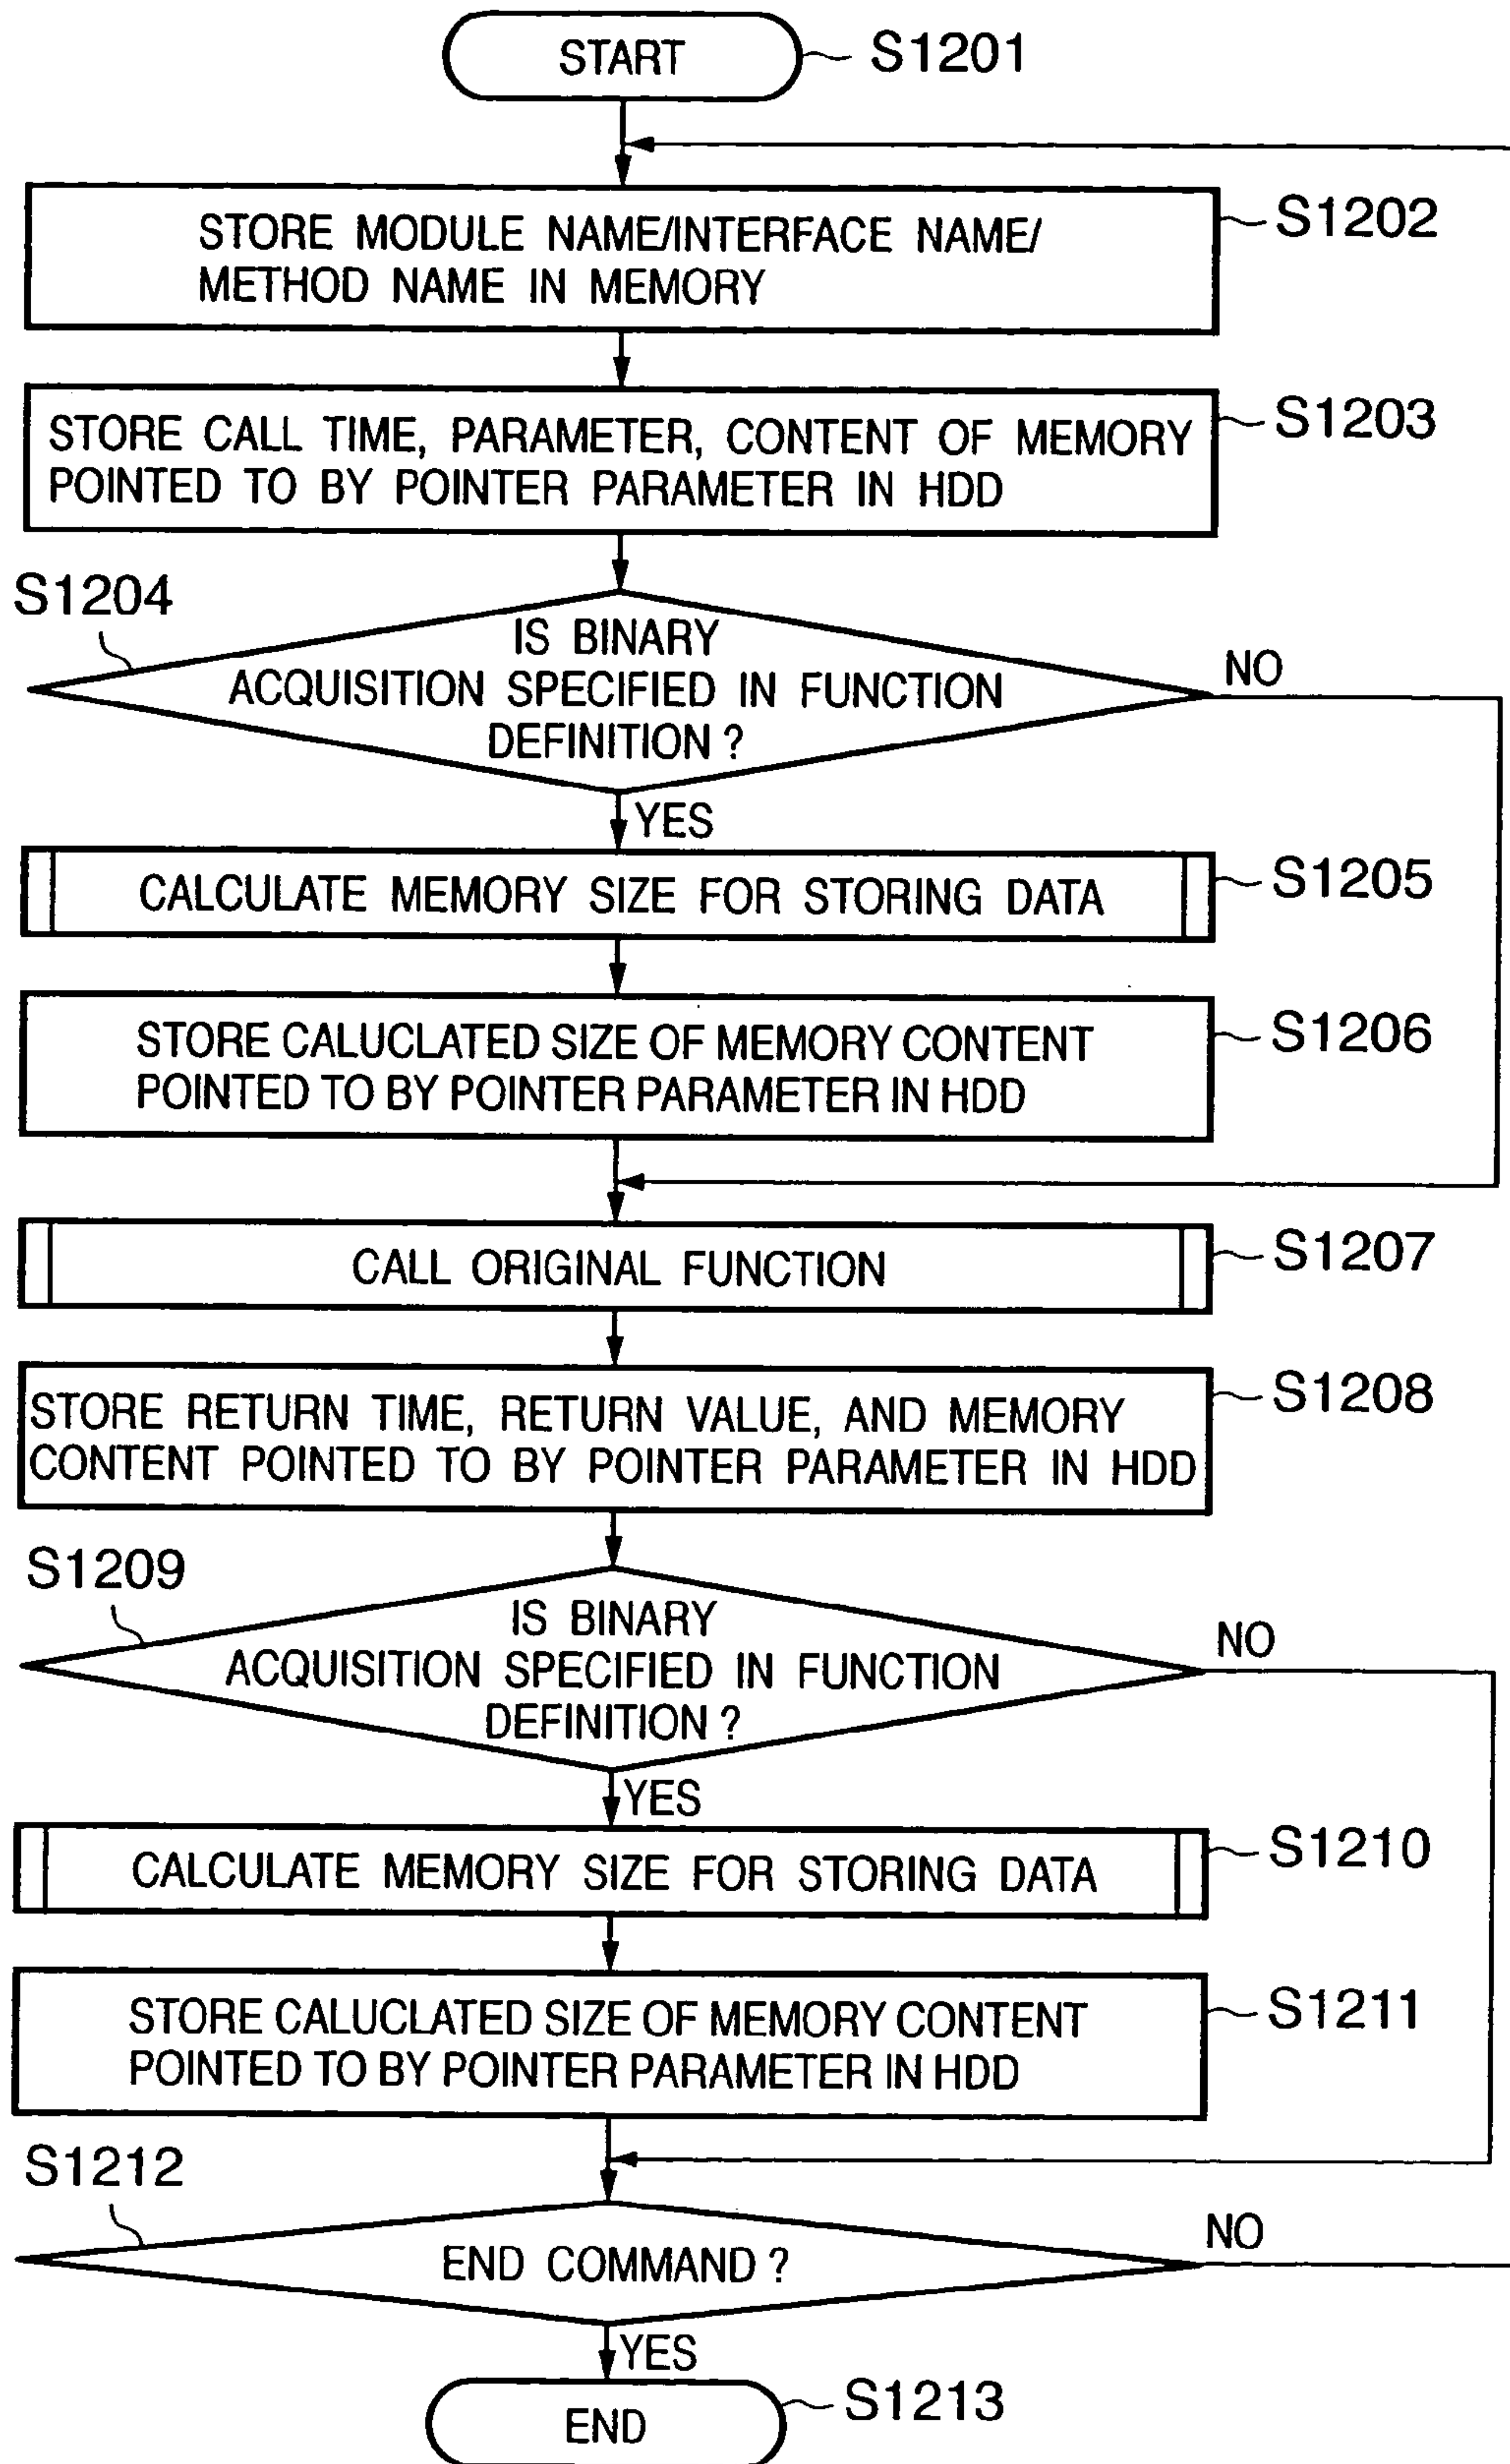 START
S1201
STORE MODULE NAME/INTERFACE NAME/
METHOD NAME IN MEMORY
S1202
STORE CALL TIME, PARAMETER, CONTENT OF MEMORY
POINTED TO BY POINTER PARAMETER IN HDD
S1203
S1204
IS BINARY
ACQUISITION SPECIFIED IN FUNCTION
DEFINITION ?
NO
YES
CALCULATE MEMORY SIZE FOR STORING DATA
S1205
STORE CALUCLATED SIZE OF MEMORY CONTENT
POINTED TO BY POINTER PARAMETER IN HDD
S1206
CALL ORIGINAL FUNCTION
S1207
STORE RETURN TIME, RETURN VALUE, AND MEMORY
CONTENT POINTED TO BY POINTER PARAMETER IN HDD
S1208
S1209
IS BINARY
ACQUISITION SPECIFIED IN FUNCTION
DEFINITION ?
NO
YES
CALCULATE MEMORY SIZE FOR STORING DATA
S1210
STORE CALUCLATED SIZE OF MEMORY CONTENT
POINTED TO BY POINTER PARAMETER IN HDD
S1211
S1212
END COMMAND ?
NO
YES
END
S1213